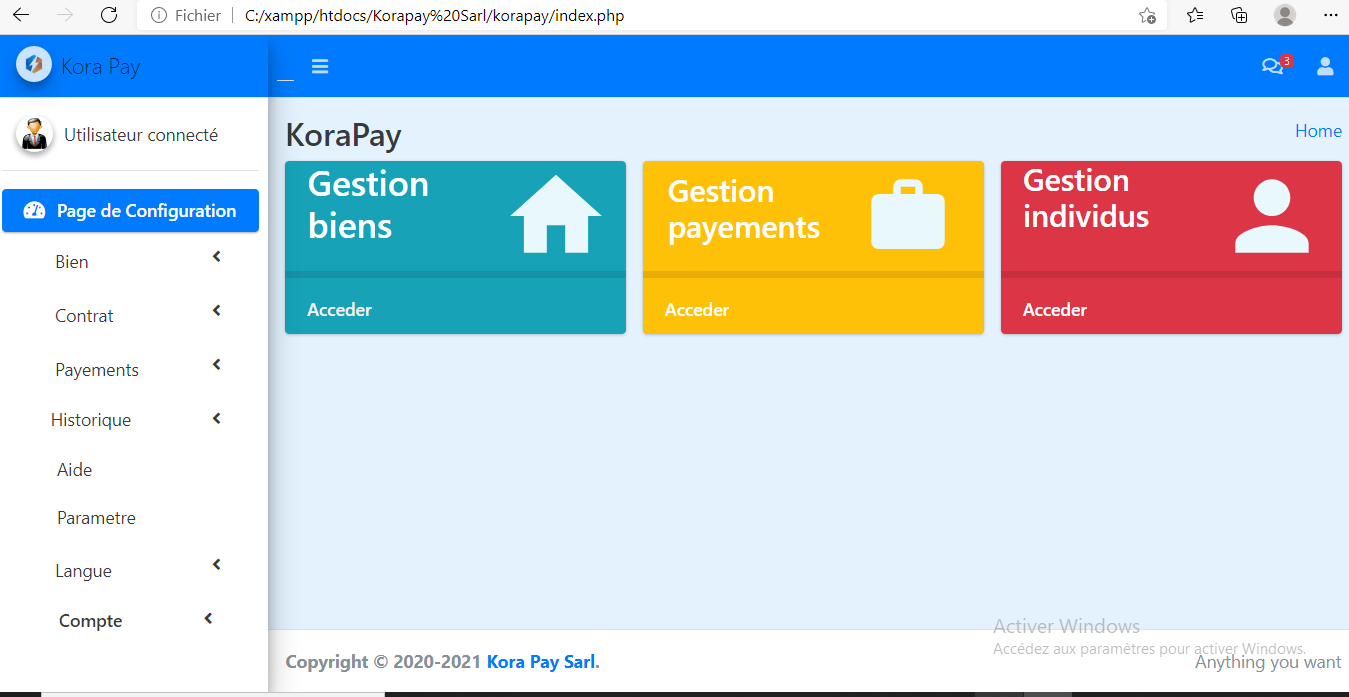 Fichier C:/xampp/htdocs/Korapay%20Sarl/korapay/index.php
Kora Pay
3
Utilisateur connecté
Page de Configuration
Bien
Contrat
Payements
Historique
Aide
Parametre
Langue
Compte
KoraPay
Home
Gestion
biens
Acceder
Gestion
payements
Acceder
Gestion
individus
Acceder
Activer Windows
Accédez aux paramètres pour activer Windows.
Copyright © 2020-2021 Kora Pay Sarl.
Anything you want